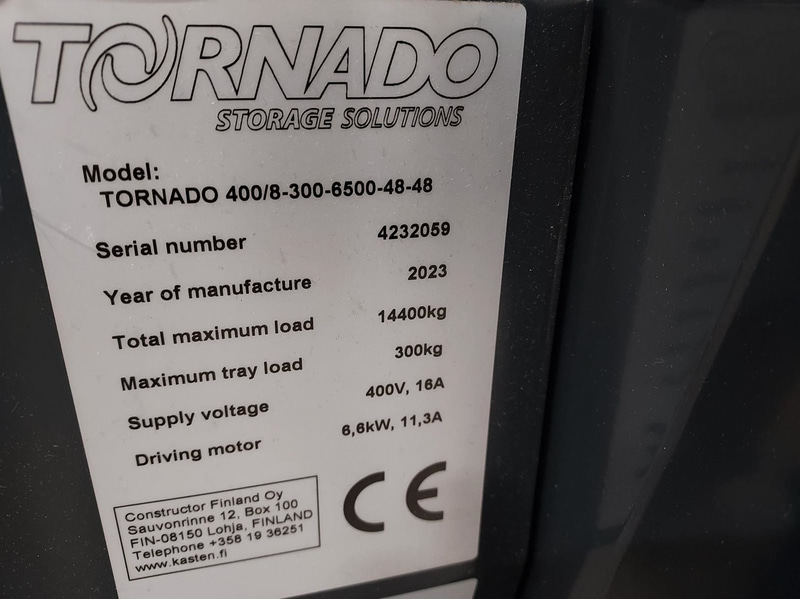 TORNADO
STORAGE SOLUTIONS
Model:
TORNADO 400/8-300-6500-48-48
Serial number 4232059
Year of manufacture 2023
Total maximum load 14400kg
Maximum tray load 300kg
Supply voltage 400V, 16A
Driving motor 6,6kW, 11,3A
Constructor Finland Oy
Sauvonrinne 12, Box 100
FIN-08150 Lohja, FINLAND
Telephone +358 19 36251
www.kasten.fi
CE